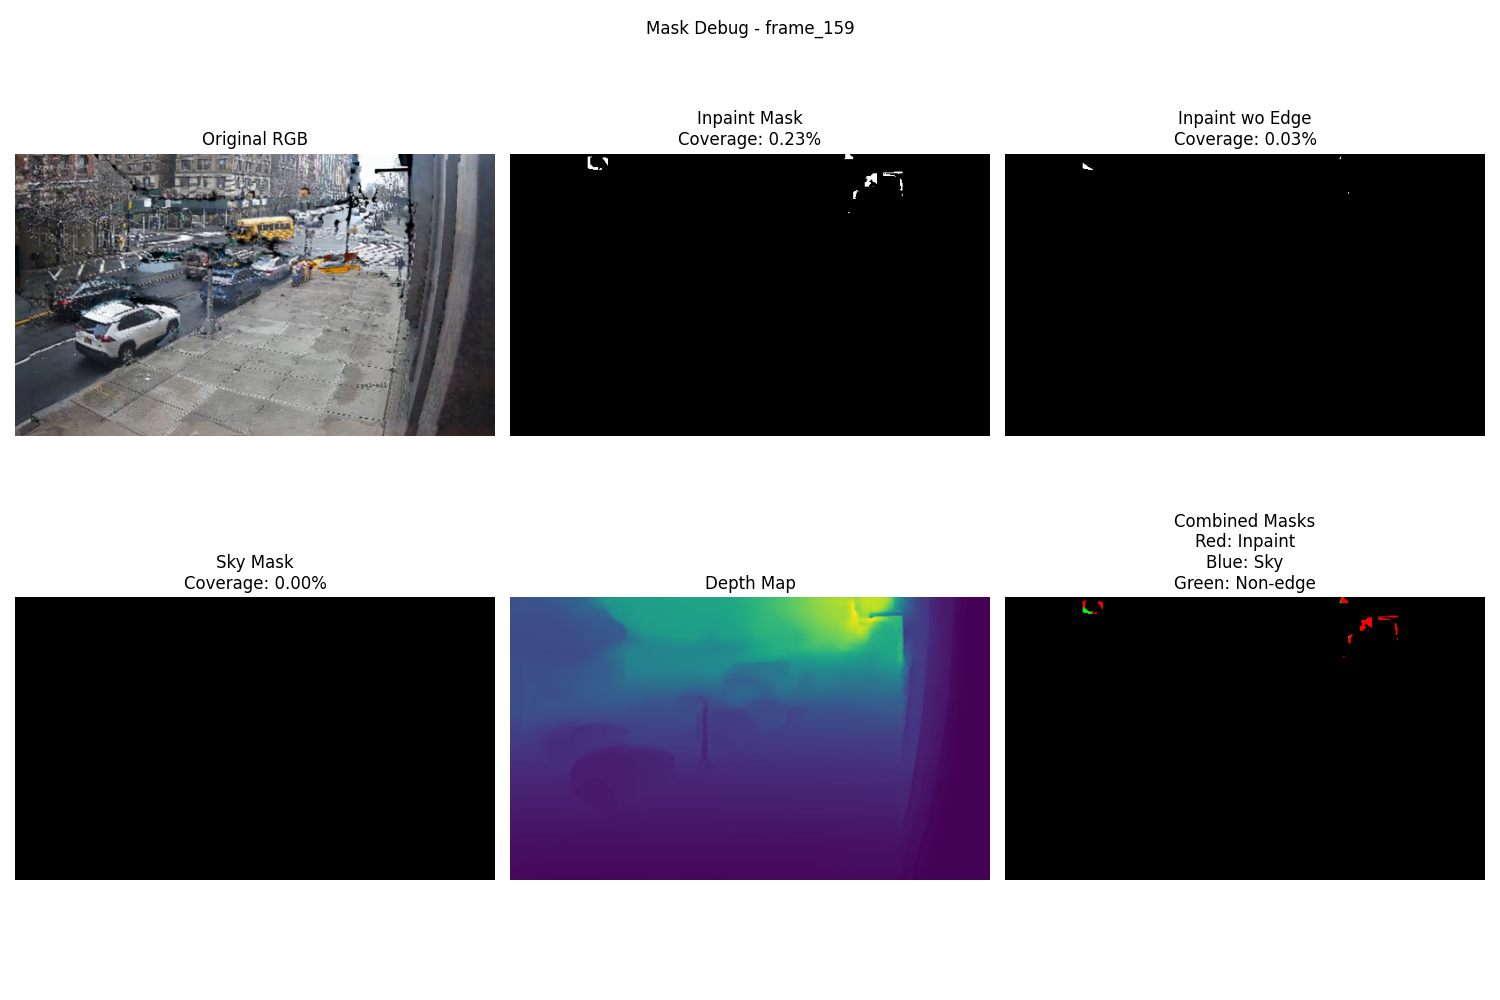 Mask Debug - frame_159
Original RGB
Inpaint Mask
Coverage: 0.23%
Inpaint wo Edge
Coverage: 0.03%
Sky Mask
Coverage: 0.00%
Depth Map
Combined Masks
Red: Inpaint
Blue: Sky
Green: Non-edge